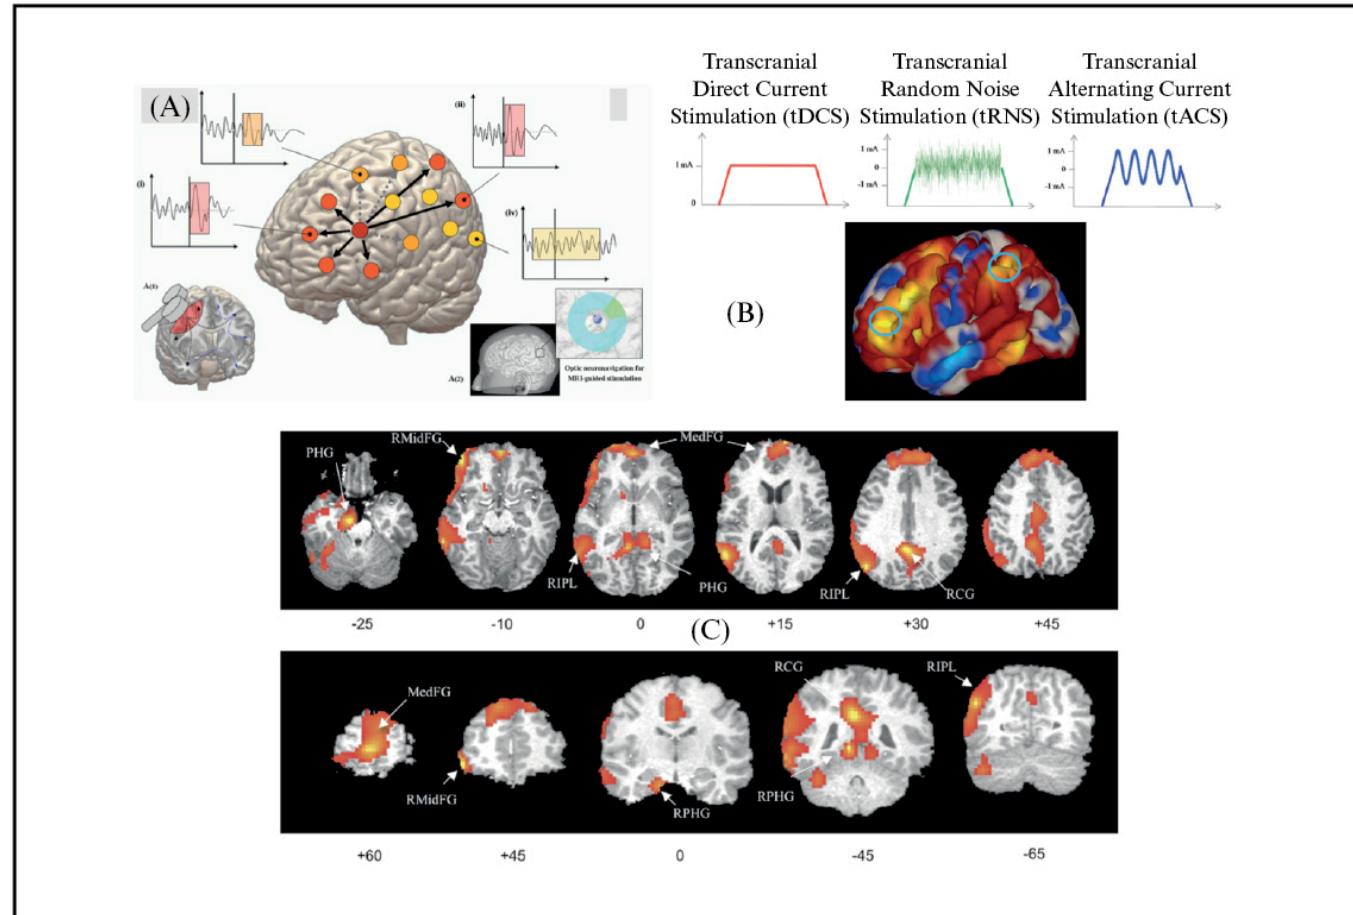 (A)
(ii)
(i)
(iv)
A(1)
A(2)
Optic neuronavigation for
MRI-guided stimulation
Transcranial
Direct Current
Stimulation (tDCS)
Transcranial
Random Noise
Stimulation (tRNS)
Transcranial
Alternating Current
Stimulation (tACS)
1 mA
0
1 mA
0
-1 mA
1 mA
0
-1 mA
(B)
PHG
RMidFG
MedFG
RIPL
PHG
RIPL
RCG
-25
-10
0
+15
+30
+45
(C)
MedFG
RMidFG
RPHG
RCG
RPHG
RIPL
+60
+45
0
-45
-65